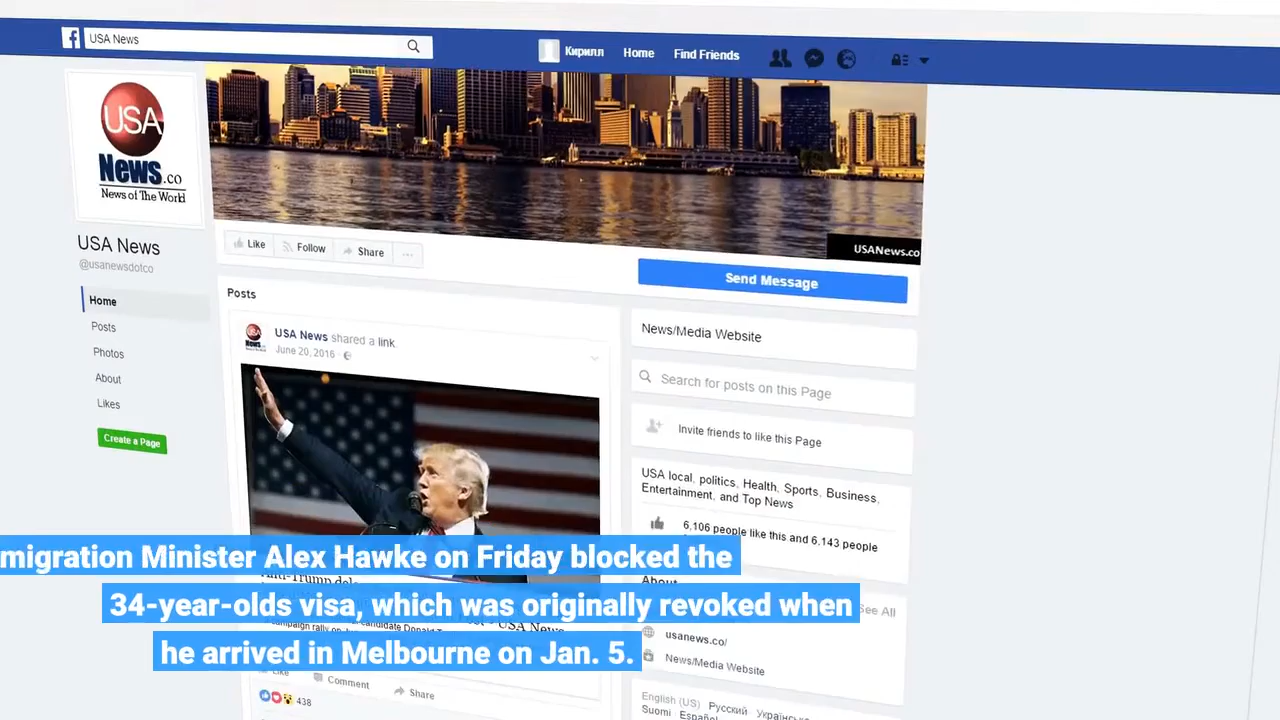 USA News
Кирилл
Home
Find Friends
USA
News.co
News of The World
USA News
@usanewsdotco
Home
Posts
Photos
About
Likes
Create a Page
USANews.co
Like
Follow
Share
Send Message
Posts
USA News shared a link.
June 20, 2016
News/Media Website
Search for posts on this Page
Invite friends to like this Page
USA local, politics, Health, Sports, Business,
Entertainment, and Top News
6,106 people like this and 6,143 people
About
See All
usanews.co/
News/Media Website
English (US) Русский
Suomi Español
migration Minister Alex Hawke on Friday blocked the
34-year-olds visa, which was originally revoked when
he arrived in Melbourne on Jan. 5.
Like
Comment
Share
438